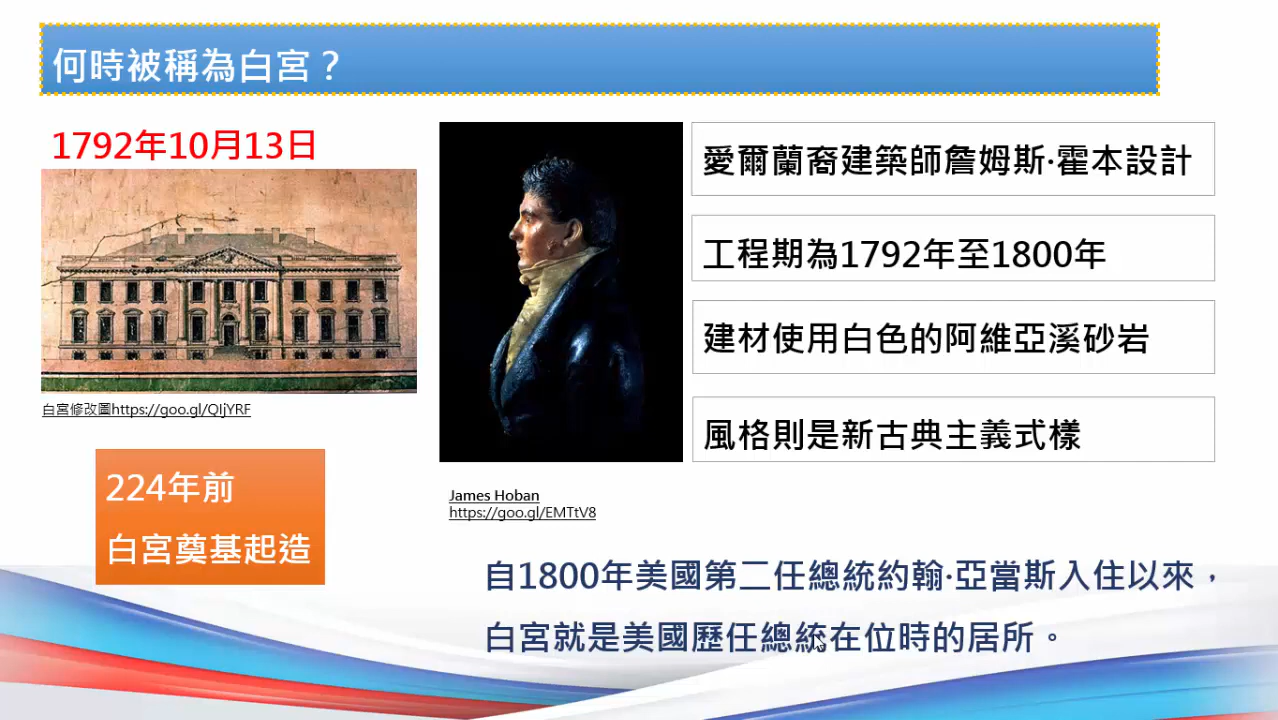 何時被稱為白宮？
1792年10月13日
白宮修改圖https://goo.gl/QIjYRF
224年前
白宮奠基起造
James Hoban
https://goo.gl/EMTtV8
愛爾蘭裔建築師詹姆斯·霍本設計
工程期為1792年至1800年
建材使用白色的阿維亞溪砂岩
風格則是新古典主義式樣
自1800年美國第二任總統約翰·亞當斯入住以來，
白宮就是美國歷任總統在位時的居所。